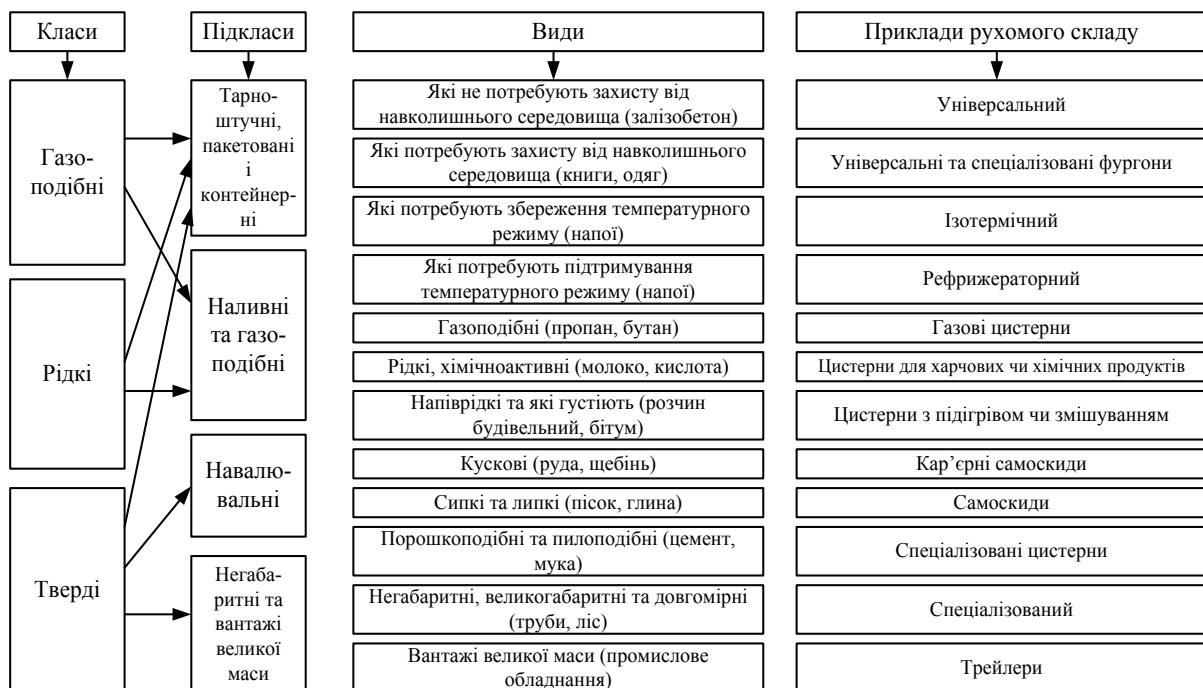 Класи
Підкласи
Види
Приклади рухомого складу
Газо-
подібні
Рідкі
Тверді
Тарно-
штучні,
пакетовані
і
контейнер-
ні
Наливні
та газо-
подібні
Навалю-
вальні
Негаба-
ритні та
вантажі
великої
маси
Які не потребують захисту від
навколишнього середовища (залізобетон)
Які потребують захисту від навколишнього
середовища (книги, одяг)
Які потребують збереження температурного
режиму (напої)
Які потребують підтримування
температурного режиму (напої)
Газоподібні (пропан, бутан)
Рідкі, хімічноактивні (молоко, кислота)
Напіврідкі та які густіють (розчин
будівельний, бітум)
Кускові (руда, щебінь)
Сипкі та липкі (пісок, глина)
Порошкоподібні та пилоподібні (цемент,
мука)
Негабаритні, великогабаритні та довгомірні
(труби, ліс)
Вантажі великої маси (промислове
обладнання)
Універсальний
Універсальні та спеціалізовані фургони
Ізотермічний
Рефрижераторний
Газові цистерни
Цистерни для харчових чи хімічних продуктів
Цистерни з підігрівом чи змішуванням
Кар’єрні самоскиди
Самоскиди
Спеціалізовані цистерни
Спеціалізований
Трейлери